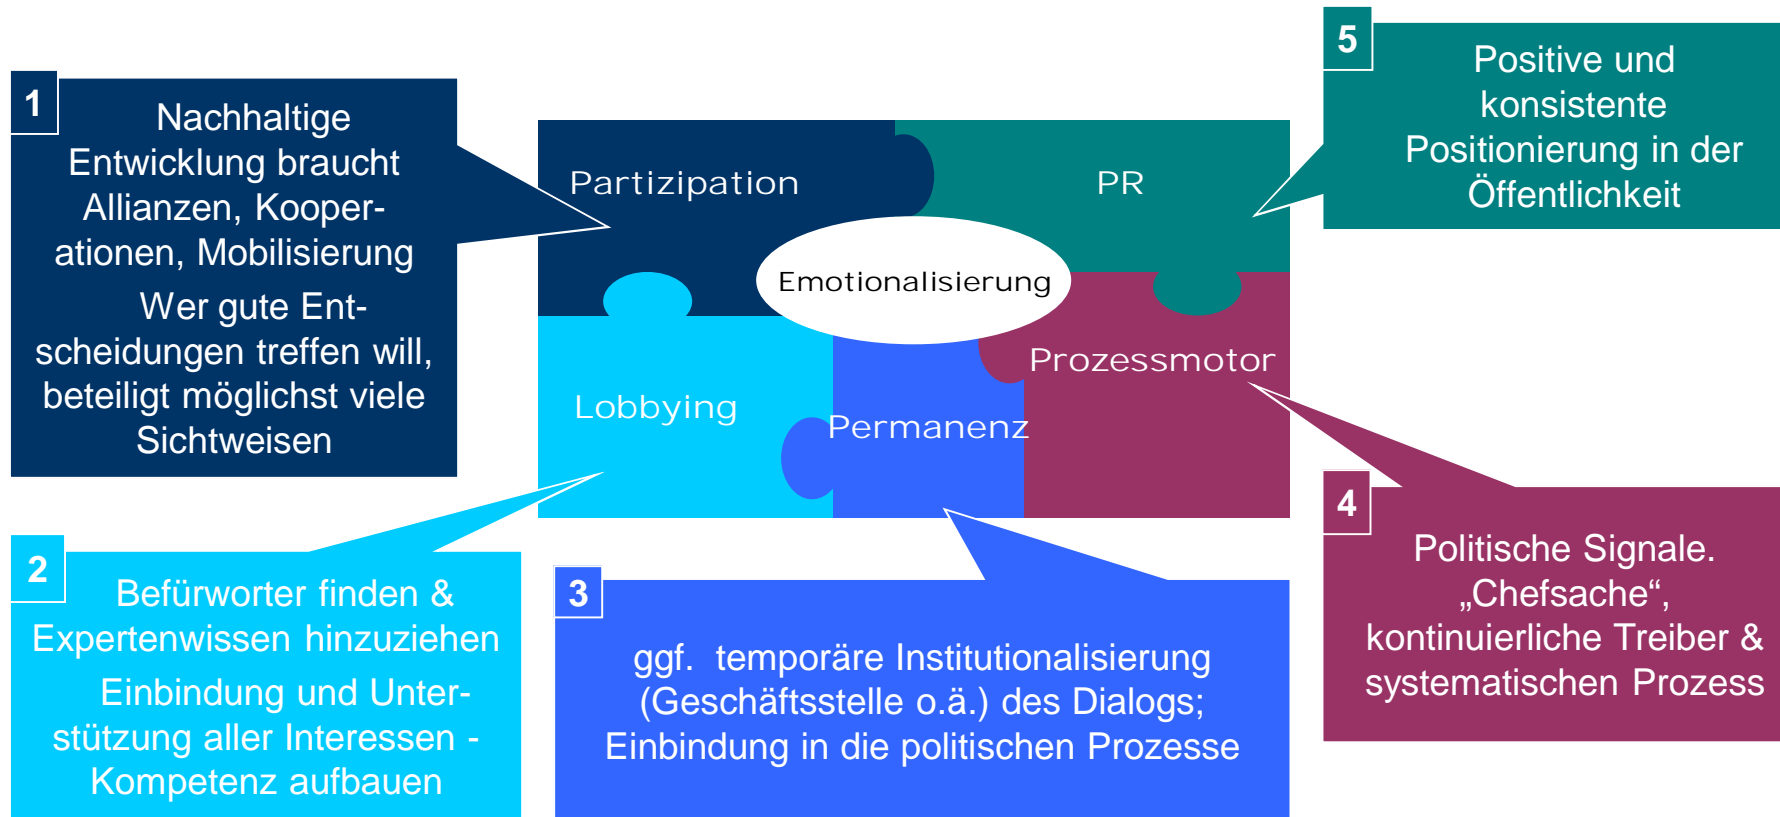 1
Nachhaltige
Entwicklung braucht
Allianzen, Kooper-
ationen, Mobilisierung
Wer gute Ent-
scheidungen treffen will,
beteiligt möglichst viele
Sichtweisen
Partizipation
PR
Emotionalisierung
Lobbying
Permanenz
Prozessmotor
5
Positive und
konsistente
Positionierung in der
Öffentlichkeit
2
Befürworter finden &
Expertenwissen hinzuziehen
Einbindung und Unter-
stützung aller Interessen -
Kompetenz aufbauen
3
ggf. temporäre Institutionalisierung
(Geschäftsstelle o.ä.) des Dialogs;
Einbindung in die politischen Prozesse
4
Politische Signale.
„Chefsache“,
kontinuierliche Treiber &
systematischen Prozess